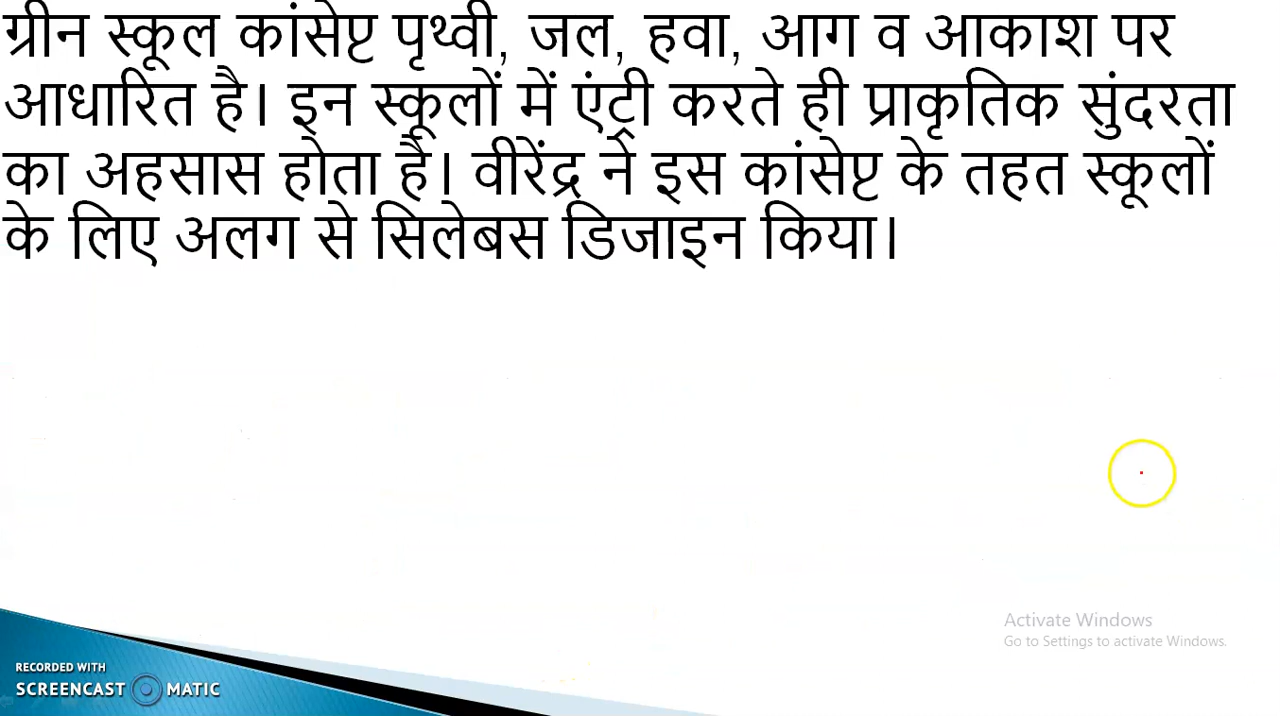 ग्रीन स्कूल कांसेप्ट पृथ्वी, जल, हवा, आग व आकाश पर
आधारित है। इन स्कूलों में एंट्री करते ही प्राकृतिक सुंदरता
का अहसास होता है। वीरेंद्र ने इस कांसेप्ट के तहत स्कूलों
के लिए अलग से सिलेबस डिजाइन किया।
Activate Windows
Go to Settings to activate Windows.
RECORDED WITH
SCREENCAST MATIC